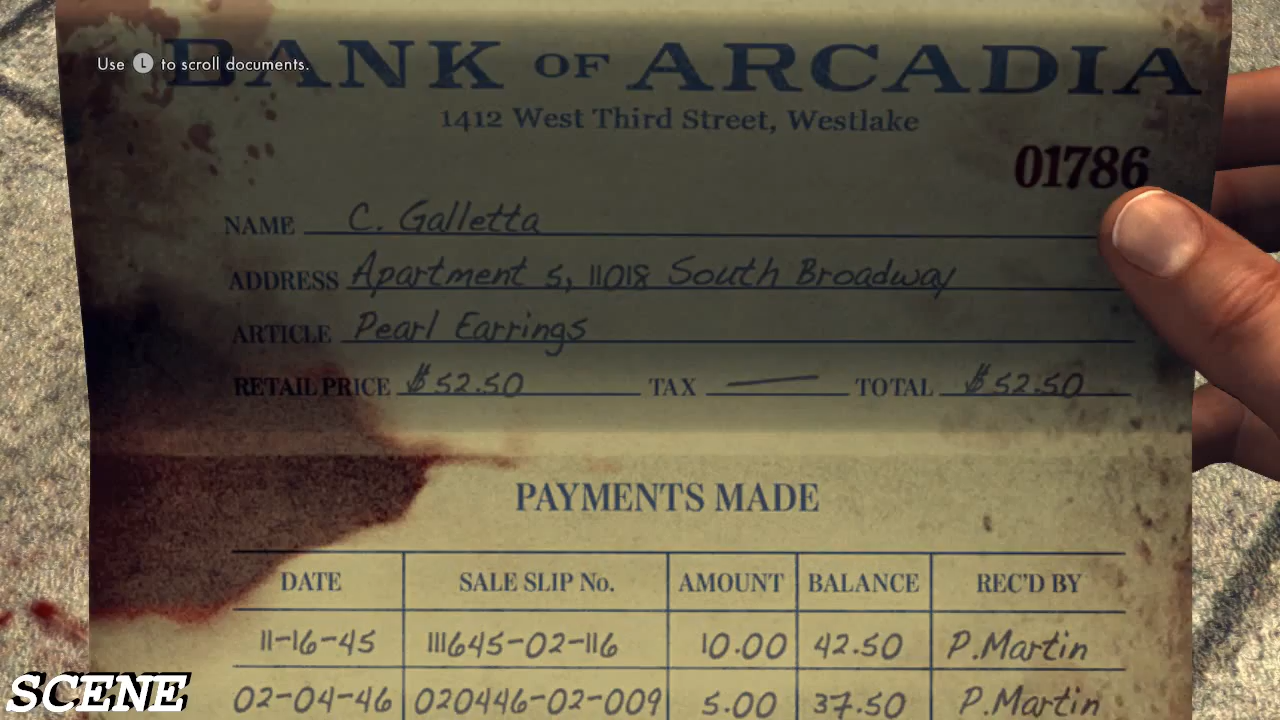 BANK OF ARCADIA
Use L to scroll documents.
1412 West Third Street, Westlake
01786
NAME C. Galletta
ADDRESS Apartment 5, 11018 South Broadway
ARTICLE Pearl Earrings
RETAIL PRICE $52.50 TAX — TOTAL $52.50
PAYMENTS MADE
DATE SALE SLIP No. AMOUNT BALANCE REC'D BY
11-16-45 111645-02-116 10.00 42.50 P.Martin
02-04-46 020446-02-009 5.00 37.50 P.Martin
SCENE